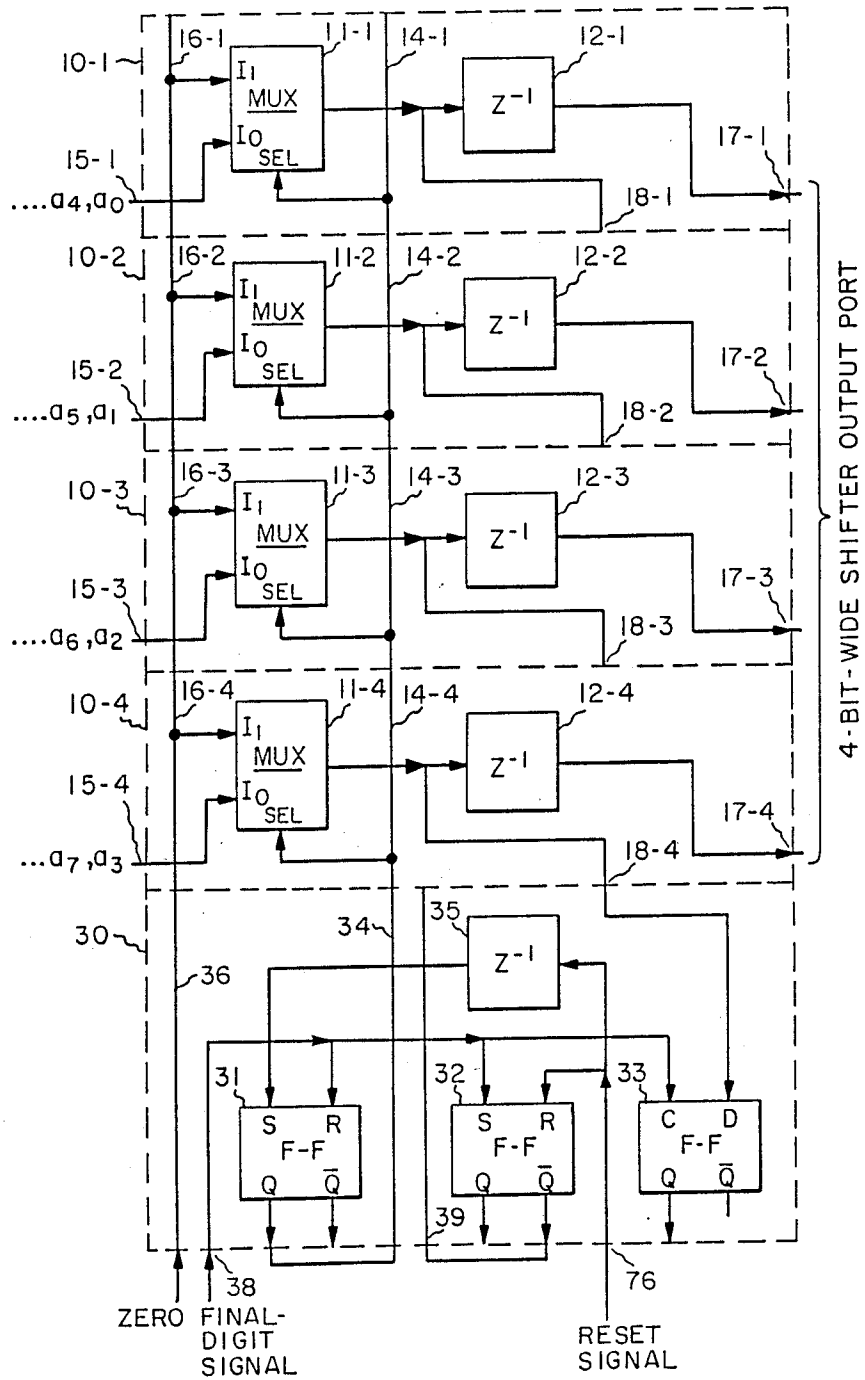 16-1 11-1 14-1 12-1
10-1
I1
MUX
Z⁻¹
I0
15-1
SEL
17-1
....a4,a0
18-1
10-2
16-2 11-2 14-2 12-2
I1
MUX
Z⁻¹
I0
15-2
SEL
17-2
....a5,a1
18-2
10-3
16-3 11-3 14-3 12-3
I1
MUX
Z⁻¹
I0
15-3
SEL
17-3
....a6,a2
18-3
10-4
16-4 11-4 14-4 12-4
I1
MUX
Z⁻¹
I0
15-4
SEL
17-4
...a7,a3
18-4
4-BIT-WIDE SHIFTER OUTPUT PORT
30
34
35
Z⁻¹
36
31
32
33
S R
F-F
Q Q̅
S R
F-F
Q Q̅
C D
F-F
Q Q̅
39
38
76
ZERO
FINAL-
DIGIT
SIGNAL
RESET
SIGNAL